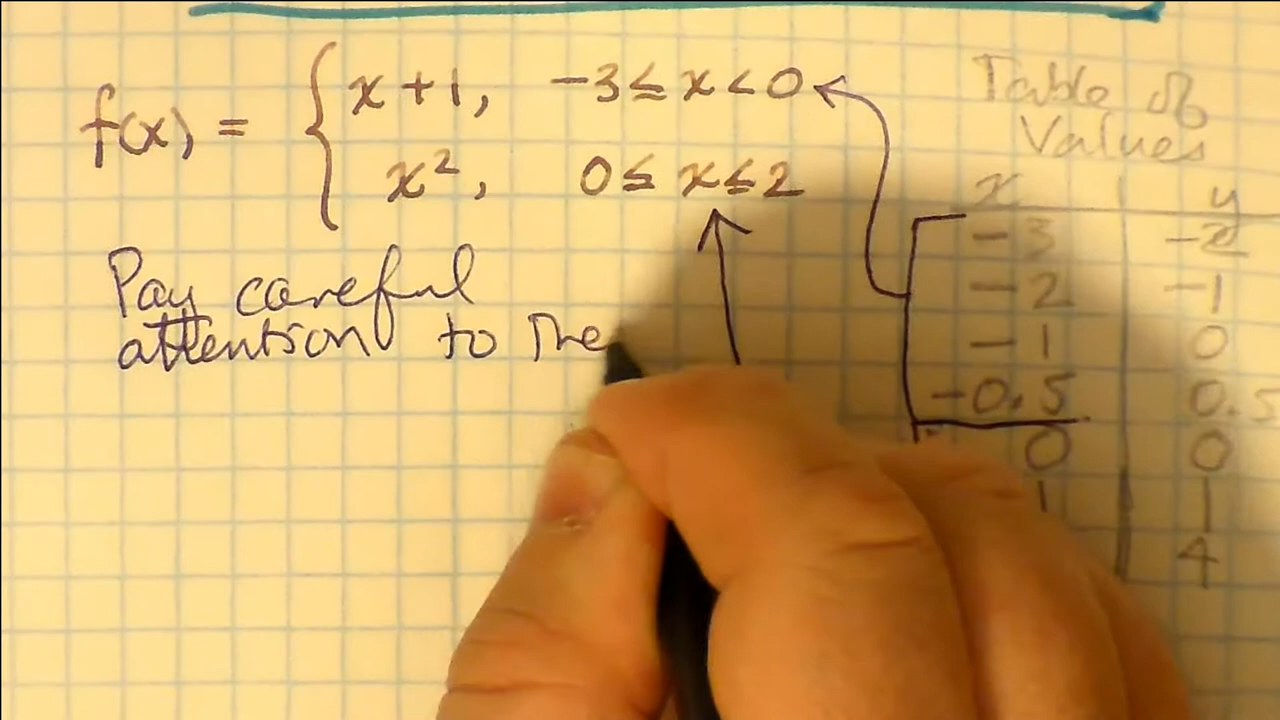 f(x) = { x + 1, -3 ≤ x < 0
x², 0 ≤ x ≤ 2
Table of
Values
x y
-3 -2
-2 -1
-1 0
-0.5 0.5
0 0
1 1
4
Pay careful
attention to the